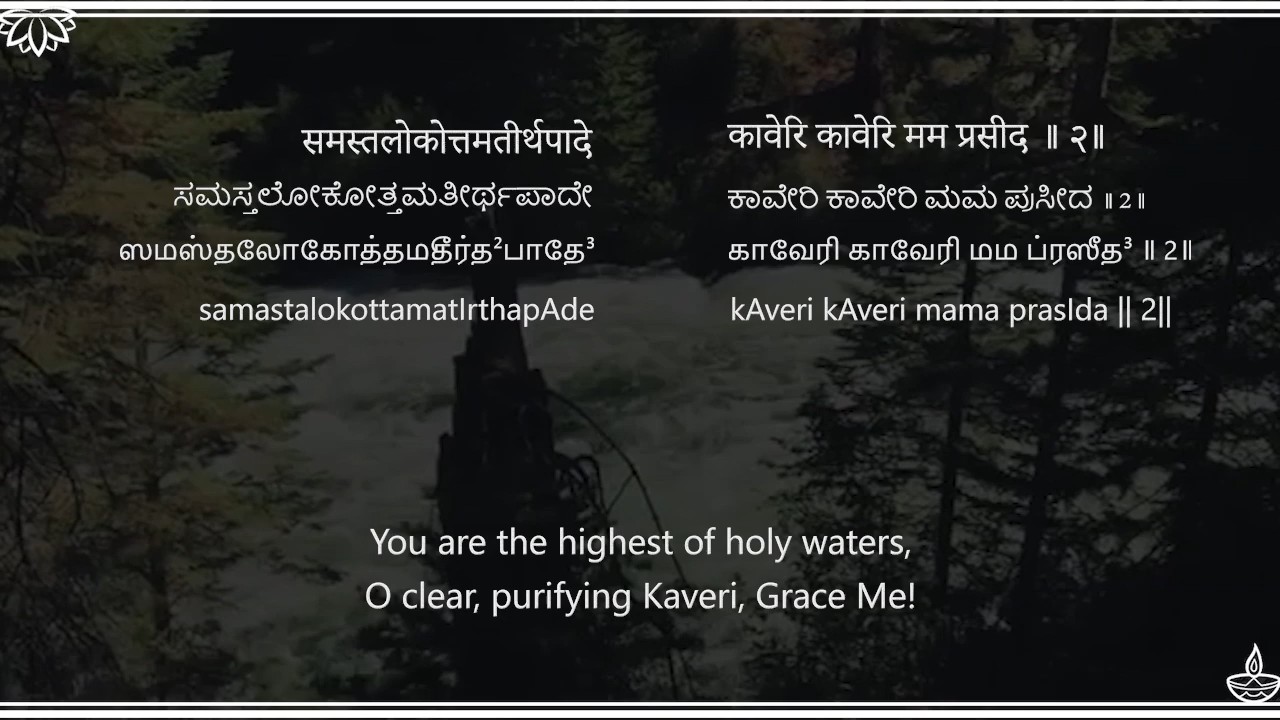 समस्तलोकोत्तमतीर्थपादे
कावेरि कावेरि मम प्रसीद ॥ २॥
ಸಮಸ್ತಲೋಕೋತ್ತಮತೀರ್ಥಪಾದೇ
ಕಾವೇರಿ ಕಾವೇರಿ ಮಮ ಪ್ರಸೀದ ॥ 2॥
ஸமஸ்தலோகோத்தமதீர்த²பாதே³
காவேரி காவேரி மம ப்ரஸீத³ ॥ 2॥
samastalokottamatIrthapAde
kAveri kAveri mama prasIda || 2||
You are the highest of holy waters,
O clear, purifying Kaveri, Grace Me!